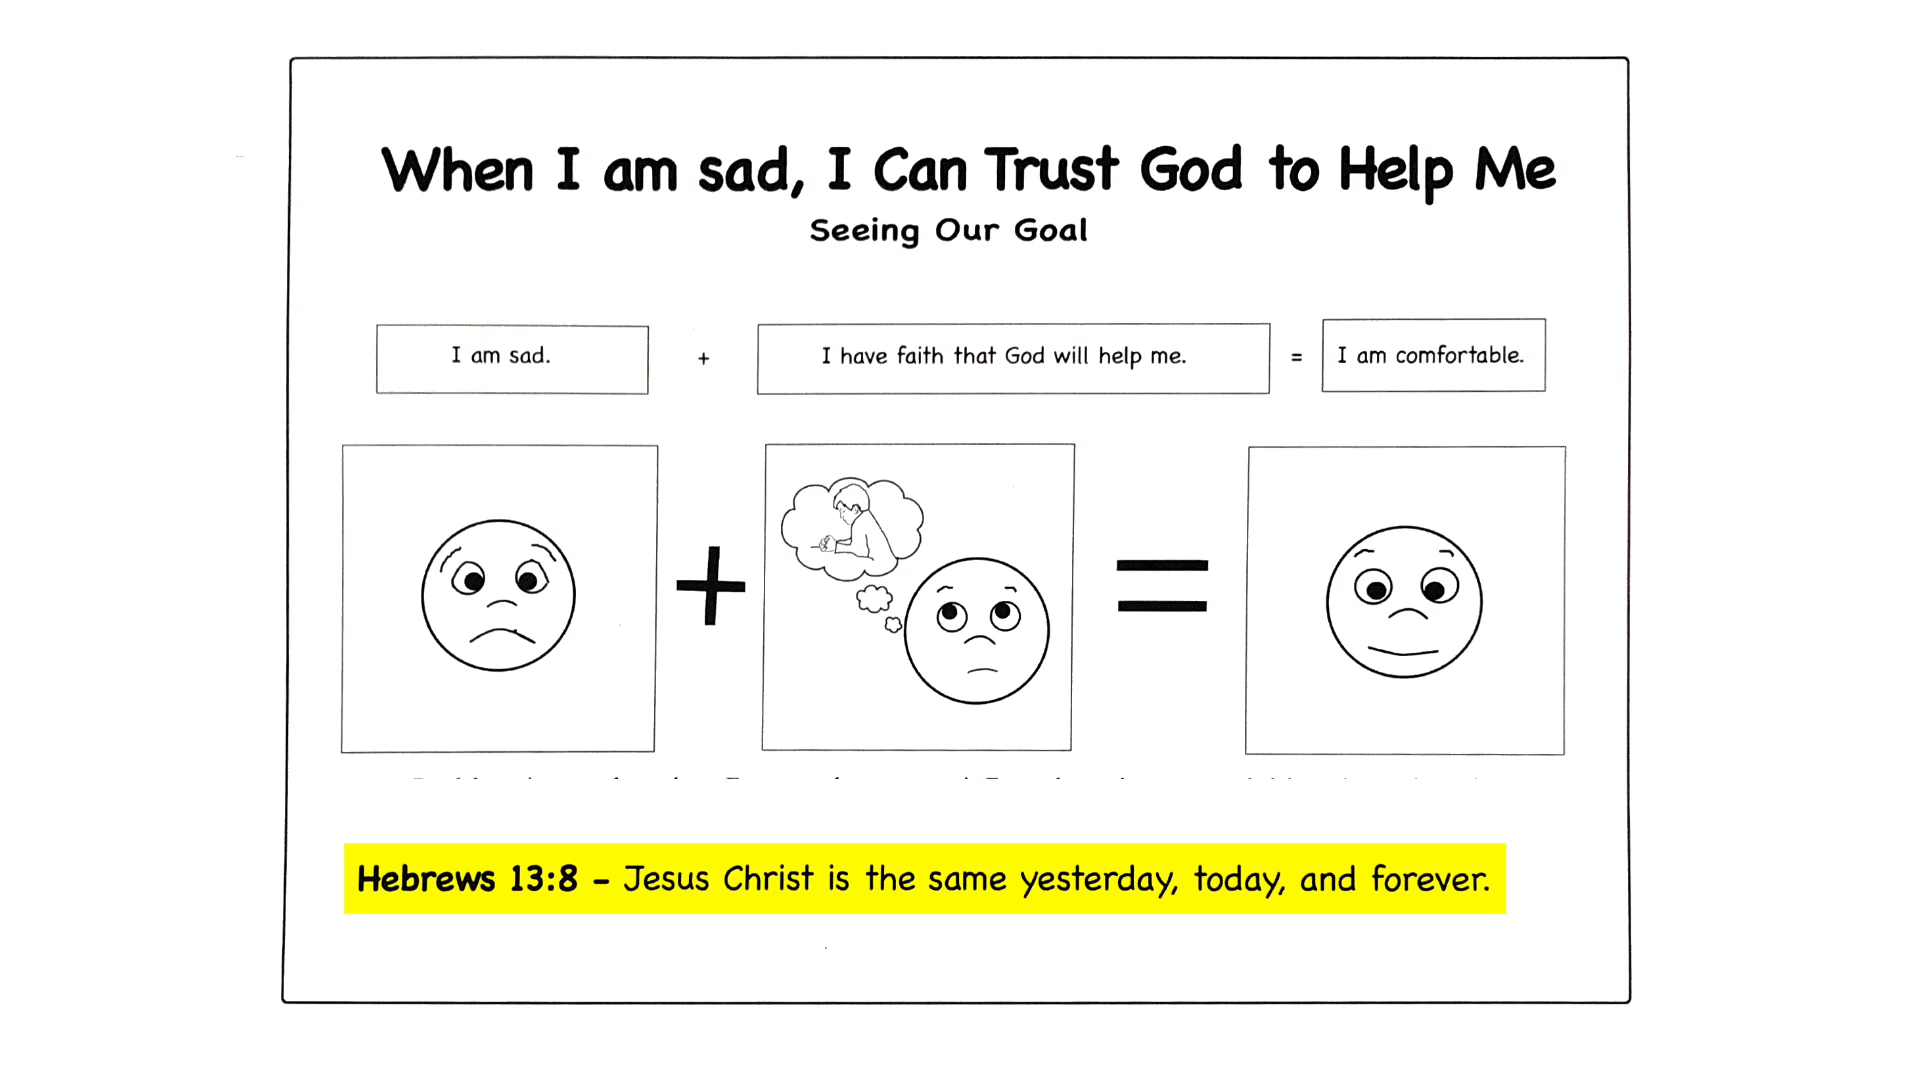 When I am sad, I Can Trust God to Help Me
Seeing Our Goal
I am sad. + I have faith that God will help me. = I am comfortable.
+ =
Hebrews 13:8 – Jesus Christ is the same yesterday, today, and forever.